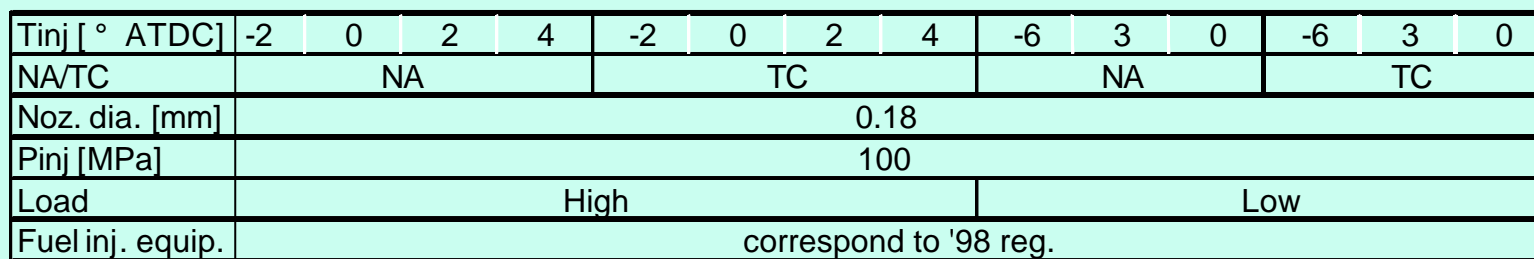 Tinj [ ° ATDC] -2 0 2 4 -2 0 2 4 -6 3 0 -6 3 0
NA/TC NA TC NA TC
Noz. dia. [mm] 0.18
Pinj [MPa] 100
Load High Low
Fuel inj. equip. correspond to '98 reg.